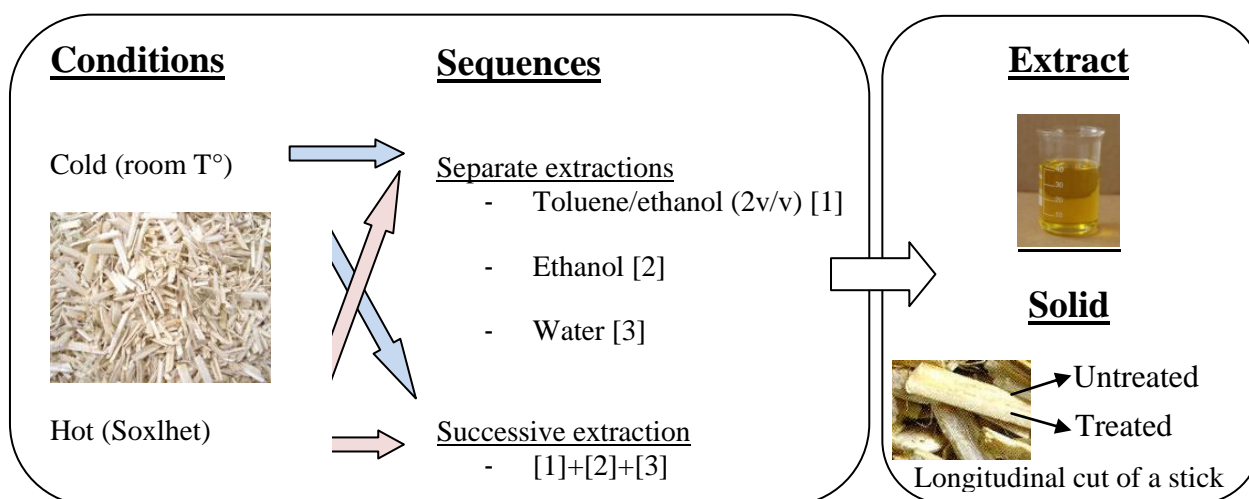 Conditions
Sequences
Cold (room T°)
Separate extractions
- Toluene/ethanol (2v/v) [1]
- Ethanol [2]
- Water [3]
Hot (Soxlhet)
Successive extraction
- [1]+[2]+[3]
Extract
Solid
Untreated
Treated
Longitudinal cut of a stick